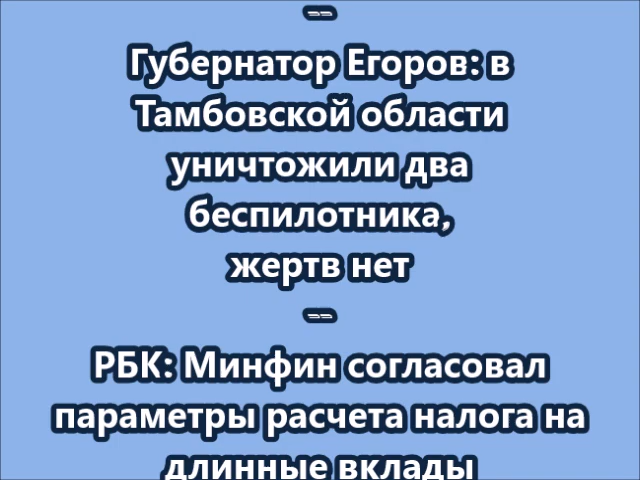 --
Губернатор Егоров: в
Тамбовской области
уничтожили два
беспилотника,
жертв нет
--
РБК: Минфин согласовал
параметры расчета налога на
длинные вклады